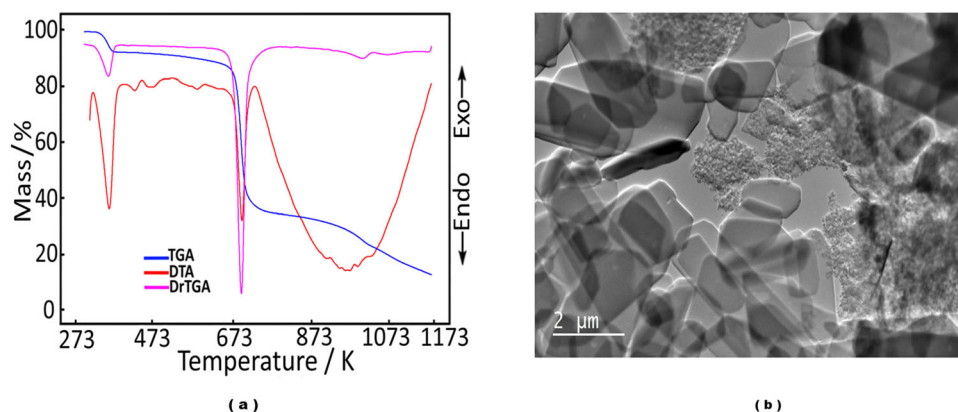 100
80
60
40
20
0
Mass /%
TGA
DTA
DrTGA
273 473 673 873 1073 1173
Temperature / K
←Endo Exo→
2 µm
( a )
( b )